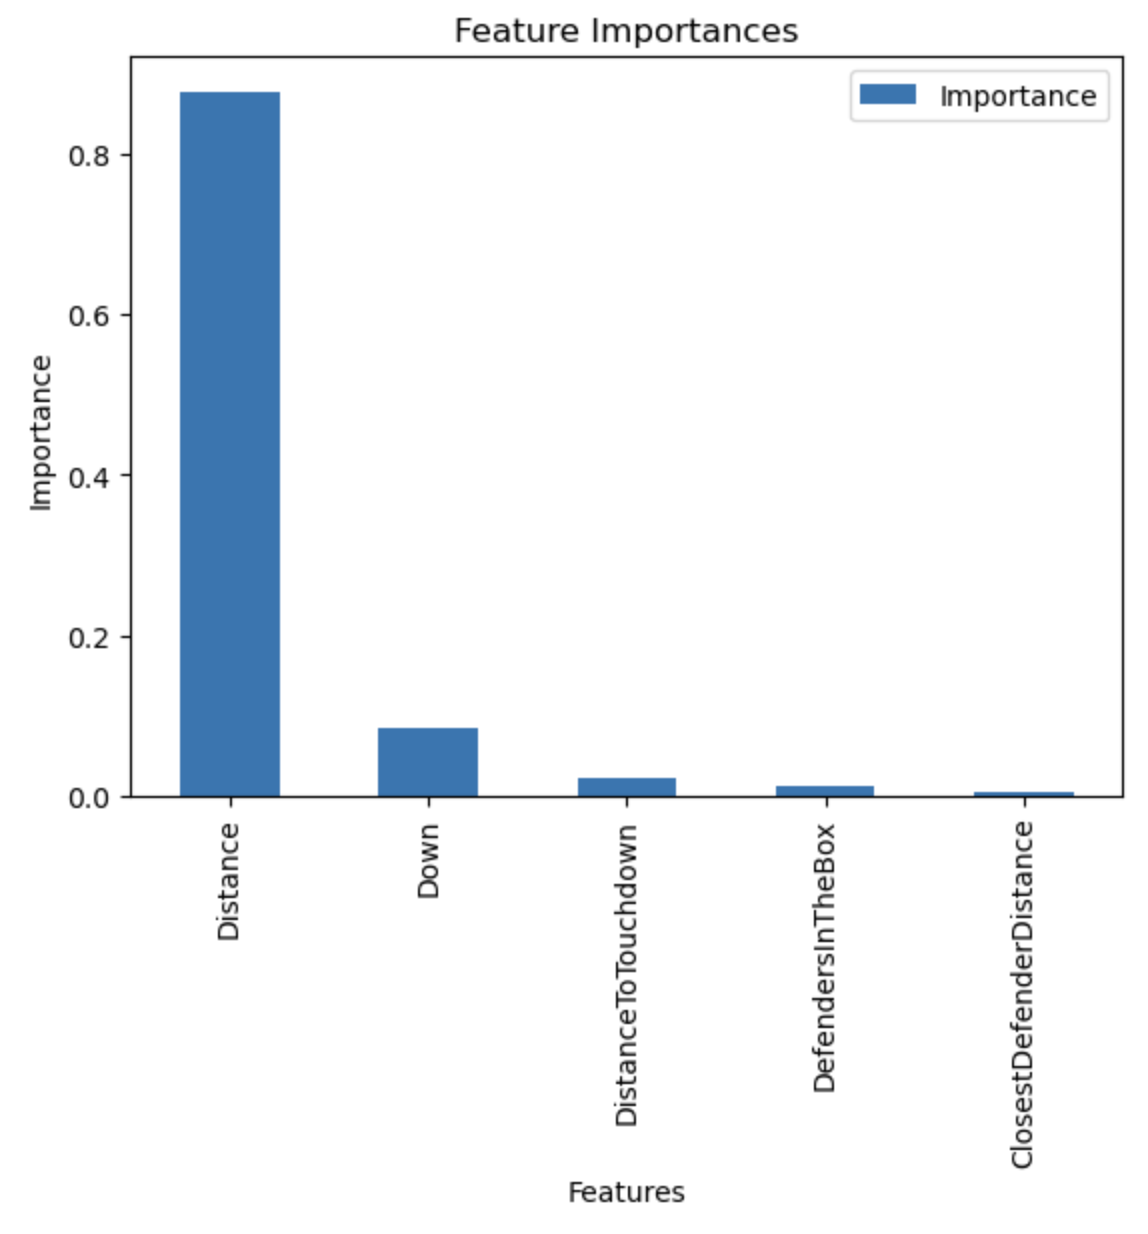 Feature Importances
Importance
0.8
0.6
0.4
0.2
0.0
Importance
Distance
Down
DistanceToTouchdown
DefendersInTheBox
ClosestDefenderDistance
Features